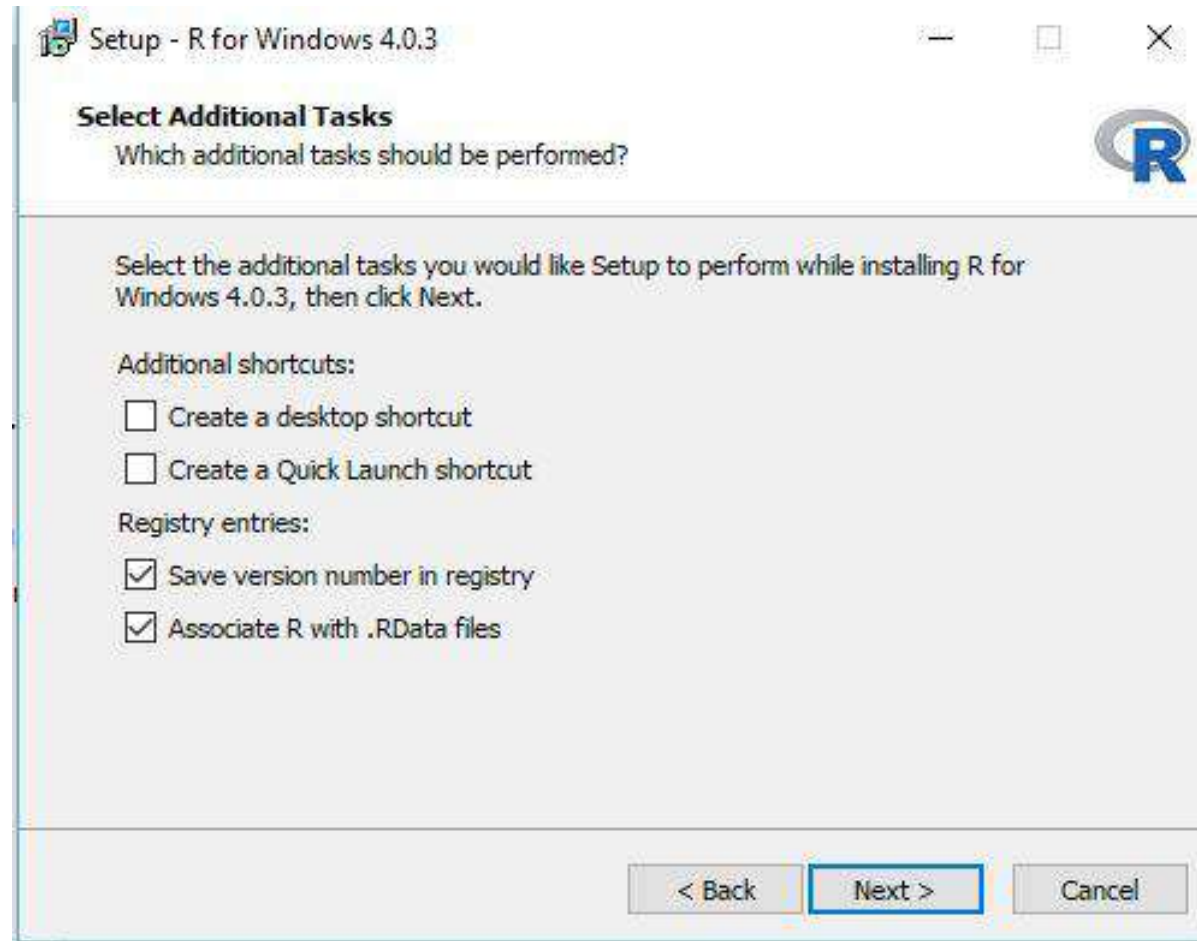 Setup - R for Windows 4.0.3
Select Additional Tasks
Which additional tasks should be performed?
R
Select the additional tasks you would like Setup to perform while installing R for
Windows 4.0.3, then click Next.
Additional shortcuts:
Create a desktop shortcut
Create a Quick Launch shortcut
Registry entries:
Save version number in registry
Associate R with .RData files
< Back
Next >
Cancel